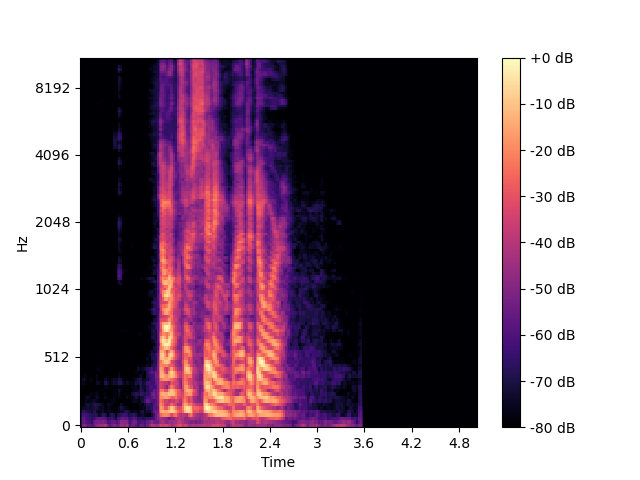 8192
4096
2048
1024
512
0
Hz
0 0.6 1.2 1.8 2.4 3 3.6 4.2 4.8
Time
+0 dB
-10 dB
-20 dB
-30 dB
-40 dB
-50 dB
-60 dB
-70 dB
-80 dB